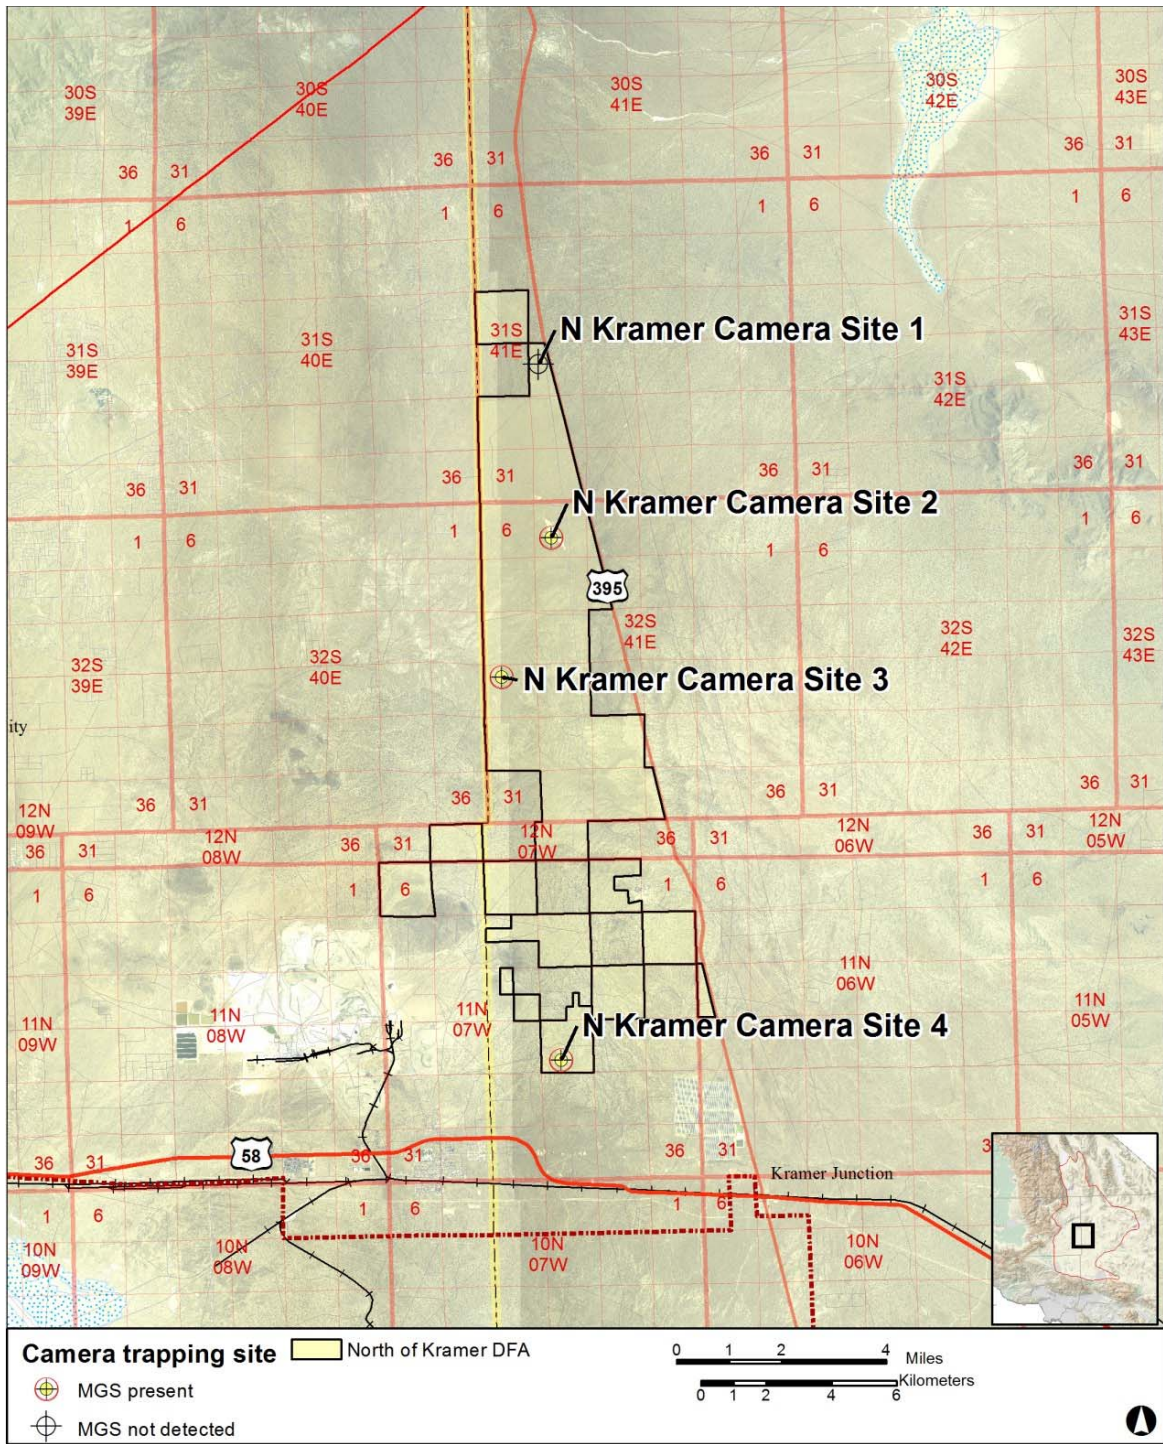 30S
39E
30S
40E
30S
41E
30S
42E
30S
43E
36 31
36 31
36 31
36 31
1 6
1 6
1 6
1 6
N Kramer Camera Site 1
31S
39E
31S
40E
31S
41E
31S
42E
31S
43E
36 31
36 31
36 31
36 31
N Kramer Camera Site 2
1 6
1 6
1 6
1 6
395
32S
39E
32S
40E
32S
41E
32S
42E
32S
43E
N Kramer Camera Site 3
ity
36 31
36 31
36 31
36 31
12N
09W
12N
08W
12N
07W
12N
06W
12N
05W
36 31
36 31
36 31
36 31
1 6
1 6
1 6
1 6
11N
09W
11N
08W
11N
07W
11N
06W
11N
05W
N Kramer Camera Site 4
58
36 31
36 31
36 31
Kramer Junction
1 6
1 6
1 6
10N
09W
10N
08W
10N
07W
10N
06W
Camera trapping site
North of Kramer DFA
MGS present
MGS not detected
0 1 2 4
Miles
Kilometers
0 1 2 4 6